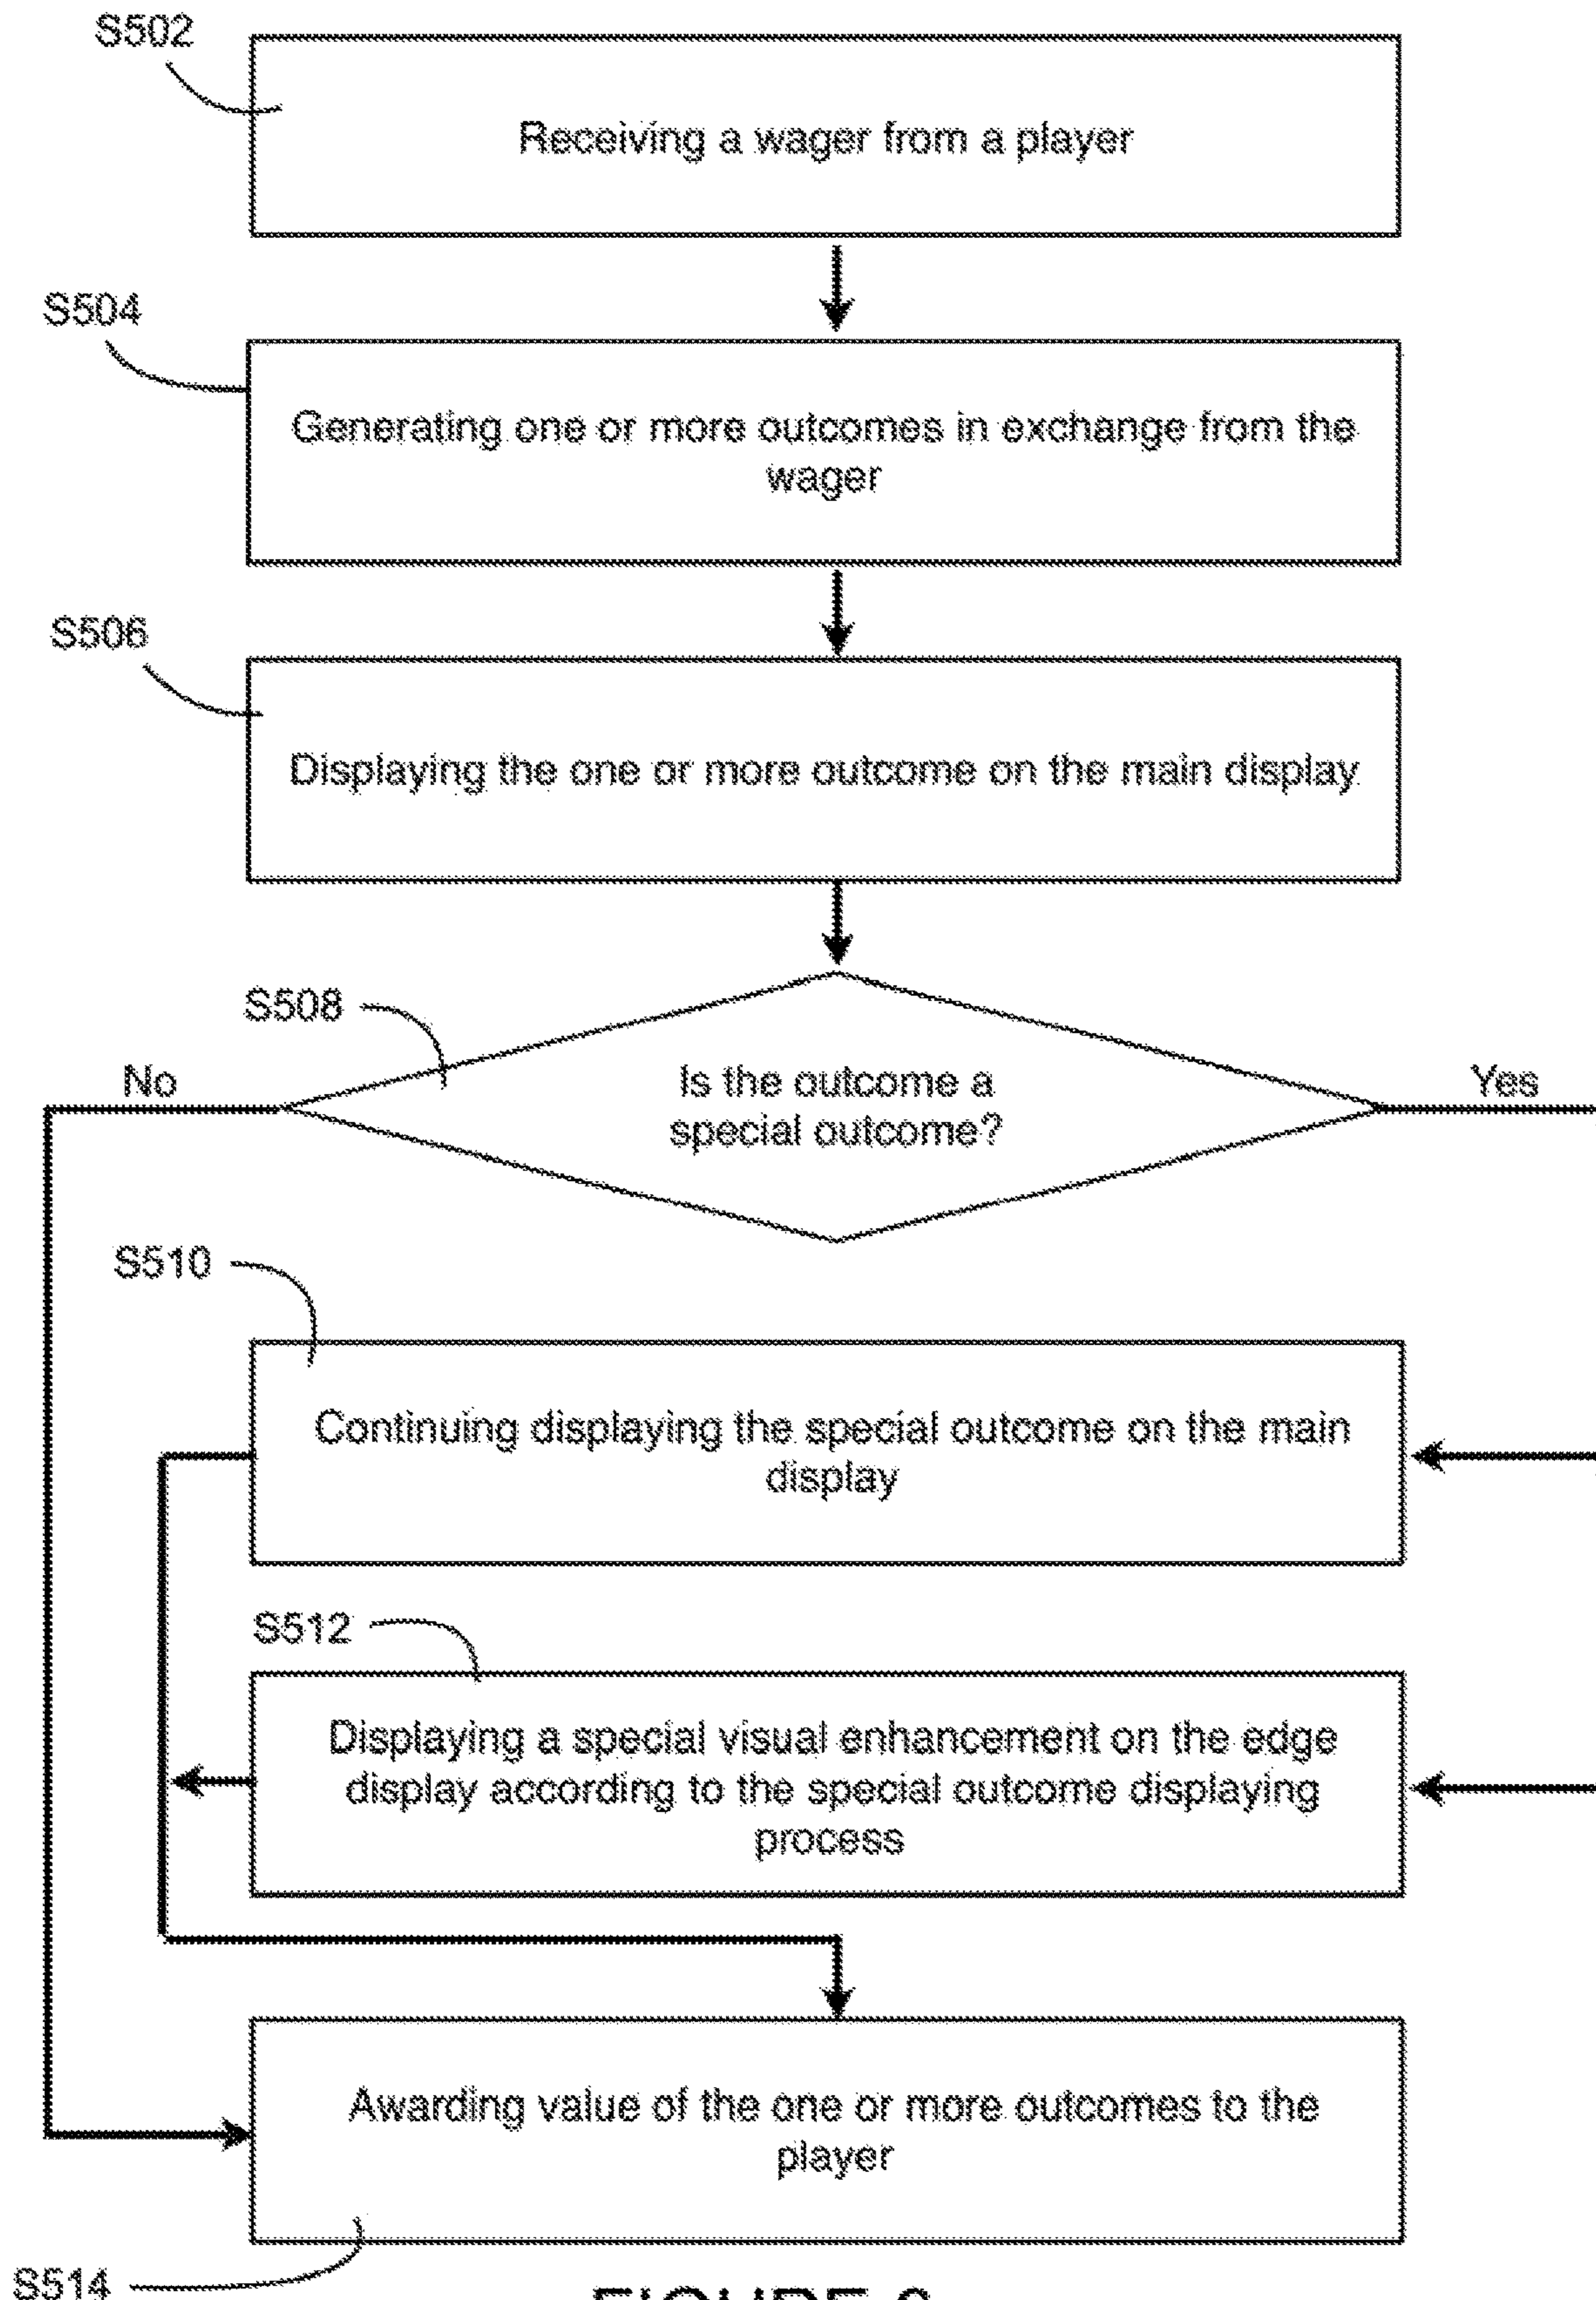 S502
Receiving a wager from a player
S504
Generating one or more outcomes in exchange from the
wager
S506
Displaying the one or more outcome on the main display
S508
No
Is the outcome a
special outcome?
Yes
S510
Continuing displaying the special outcome on the main
display
S512
Displaying a special visual enhancement on the edge
display according to the special outcome displaying
process
Awarding value of the one or more outcomes to the
player
S514
FIGURE